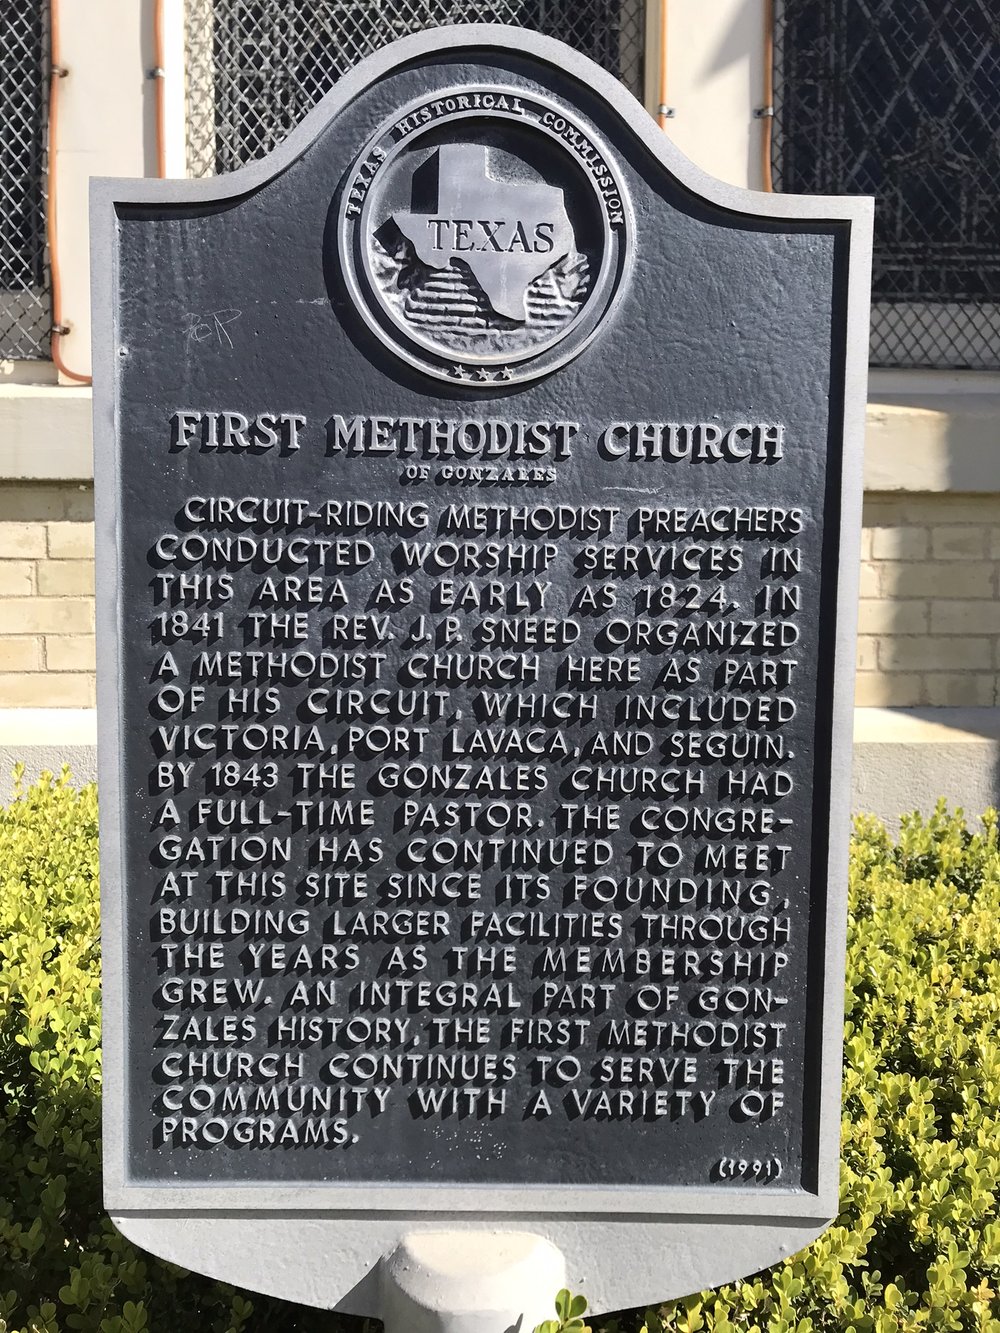 TEXAS HISTORICAL COMMISSION
TEXAS
FIRST METHODIST CHURCH
OF GONZALES
CIRCUIT-RIDING METHODIST PREACHERS
CONDUCTED WORSHIP SERVICES IN
THIS AREA AS EARLY AS 1824. IN
1841 THE REV. J.P. SNEED ORGANIZED
A METHODIST CHURCH HERE AS PART
OF HIS CIRCUIT, WHICH INCLUDED
VICTORIA, PORT LAVACA, AND SEGUIN.
BY 1843 THE GONZALES CHURCH HAD
A FULL-TIME PASTOR. THE CONGRE-
GATION HAS CONTINUED TO MEET
AT THIS SITE SINCE ITS FOUNDING,
BUILDING LARGER FACILITIES THROUGH
THE YEARS AS THE MEMBERSHIP
GREW. AN INTEGRAL PART OF GON-
ZALES HISTORY, THE FIRST METHODIST
CHURCH CONTINUES TO SERVE THE
COMMUNITY WITH A VARIETY OF
PROGRAMS.
(1991)